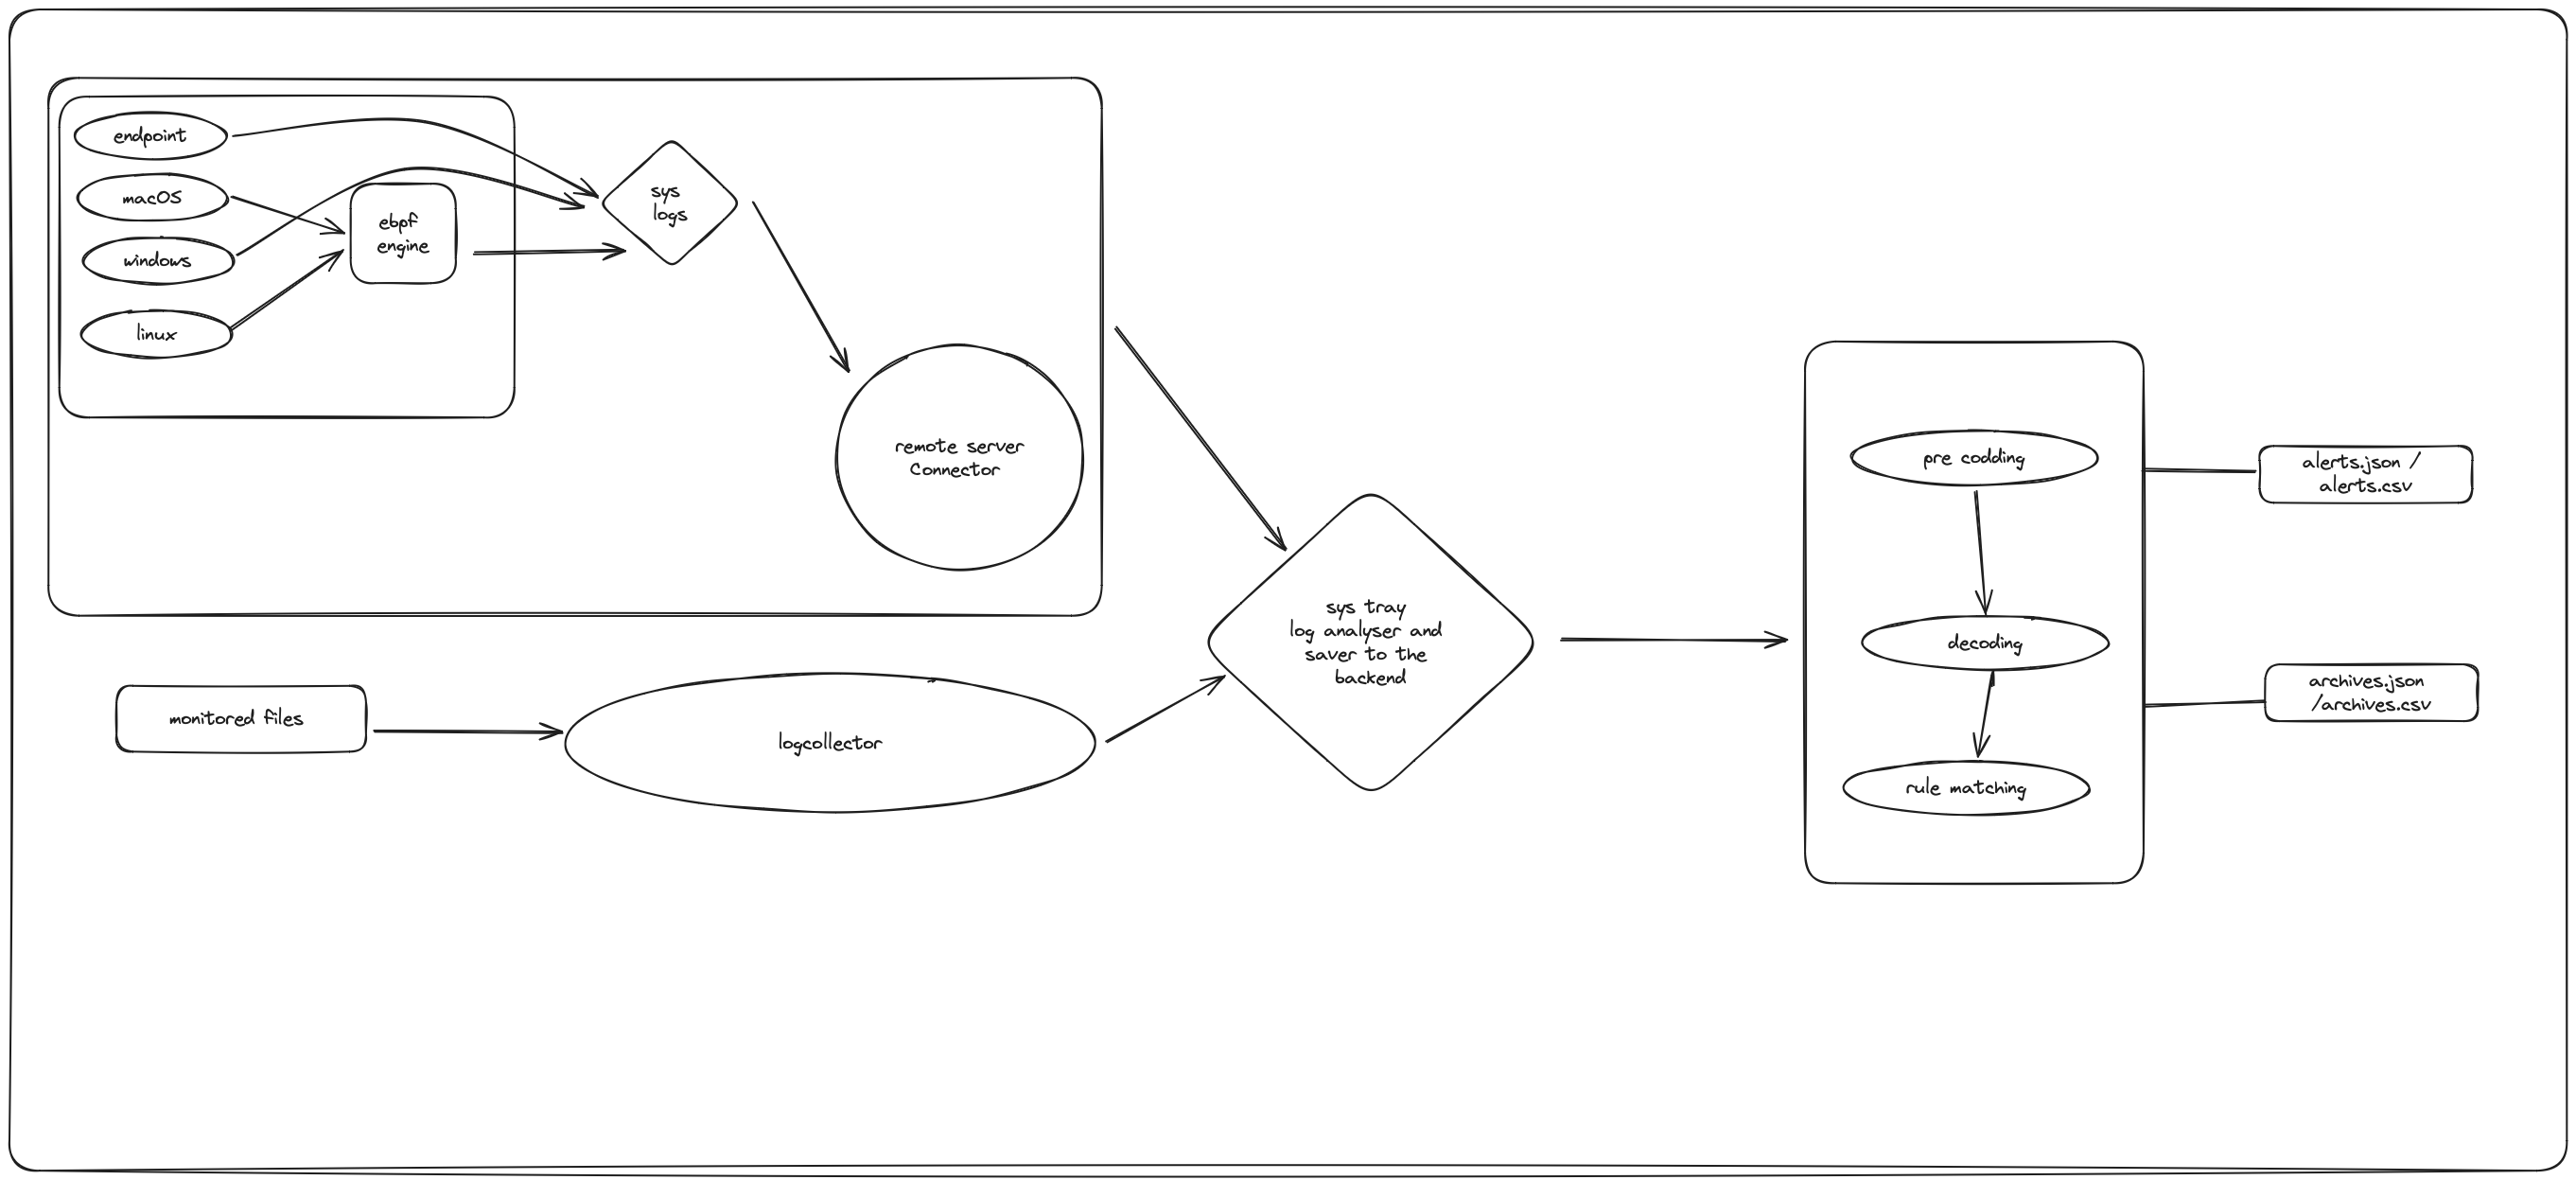 endpoint
macOS
windows
linux
ebpf
engine
sys
logs
remote server
Connector
monitored files
logcollector
sys tray
log analyser and
saver to the
backend
pre codding
decoding
rule matching
alerts.json /
alerts.csv
archives.json
/archives.csv